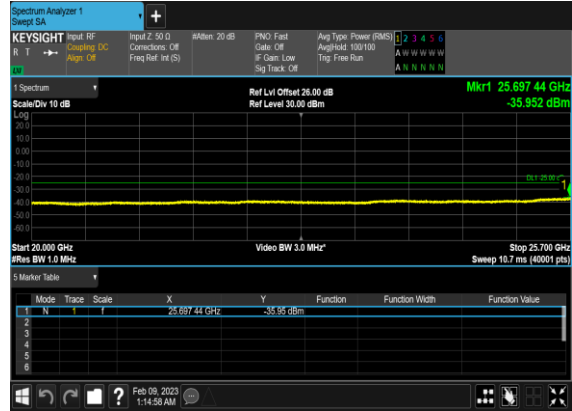 Spectrum Analyzer 1
Swept SA
+
KEYSIGHT Input: RF Input Z: 50 Ω #Atten: 20 dB PNO: Fast Avg Type: Power (RMS) 1 2 3 4 5 6
R T Coupling: DC Corrections: Off Gate: Off Avg|Hold: 100/100 A W W W W W
Align: Off Freq Ref: Int (S) IF Gain: Low Trig: Free Run
Sig Track: Off A N N N N N
LW
1 Spectrum Ref Lvl Offset 26.00 dB Mkr1 25.697 44 GHz
Scale/Div 10 dB Ref Level 30.00 dBm -35.952 dBm
Log
20.0
10.0
0.00
-10.0
-20.0
DL1 -25.00
1
-30.0
-40.0
-50.0
-60.0
Start 20.000 GHz Video BW 3.0 MHz* Stop 25.700 GHz
#Res BW 1.0 MHz Sweep 10.7 ms (40001 pts)
5 Marker Table
Mode Trace Scale X Y Function Function Width Function Value
1 N 1 f 25.697 44 GHz -35.95 dBm
2
3
4
5
6
? Feb 09, 2023
1:14:58 AM